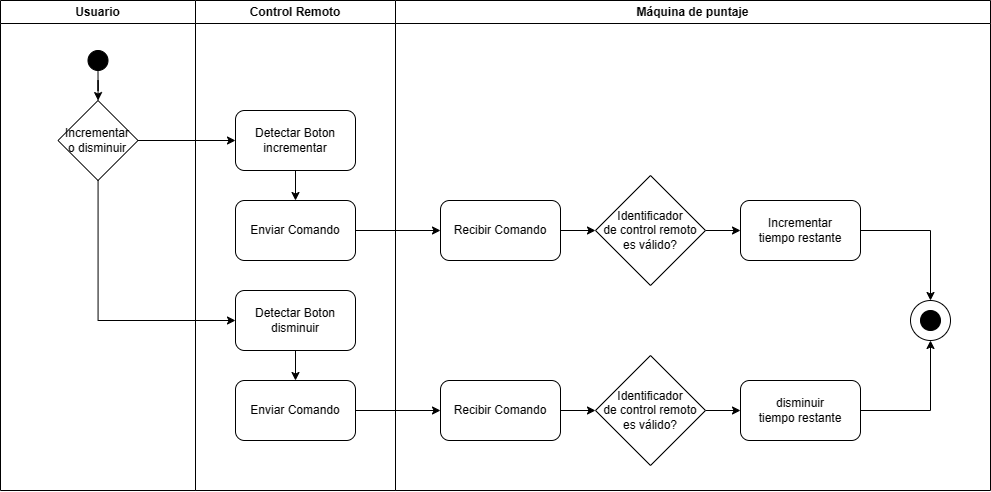 Usuario
Control Remoto
Máquina de puntaje
Incrementar
o disminuir
Detectar Boton
incrementar
Enviar Comando
Recibir Comando
Identificador
de control remoto
es válido?
Incrementar
tiempo restante
Detectar Boton
disminuir
Enviar Comando
Recibir Comando
Identificador
de control remoto
es válido?
disminuir
tiempo restante